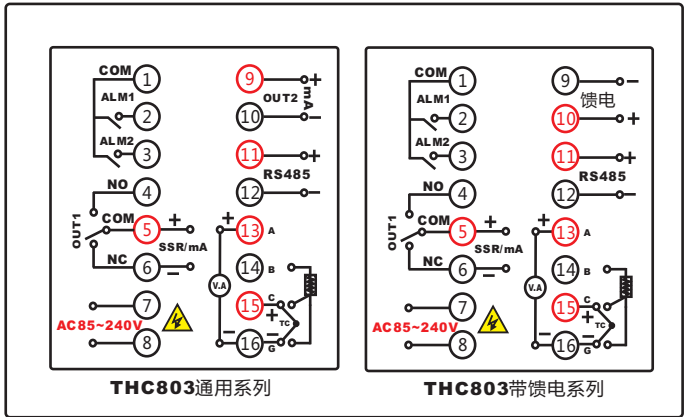 COM 1 9 +
ALM1 OUT2 mA
2 10 −
ALM2
3 11 +
RS485
NO 4 12 −
OUT1 COM 5 + + 13 A
SSR/mA
NC 6 − V.A 14 B
7 15 C
AC85~240V + TC
8 − 16 − G
THC803通用系列
COM 1 9 −
ALM1 馈电
2 10 +
ALM2
3 11 +
RS485
NO 4 12 −
OUT1 COM 5 + + 13 A
SSR/mA
NC 6 − V.A 14 B
7 15 C
AC85~240V + TC
8 − 16 − G
THC803带馈电系列